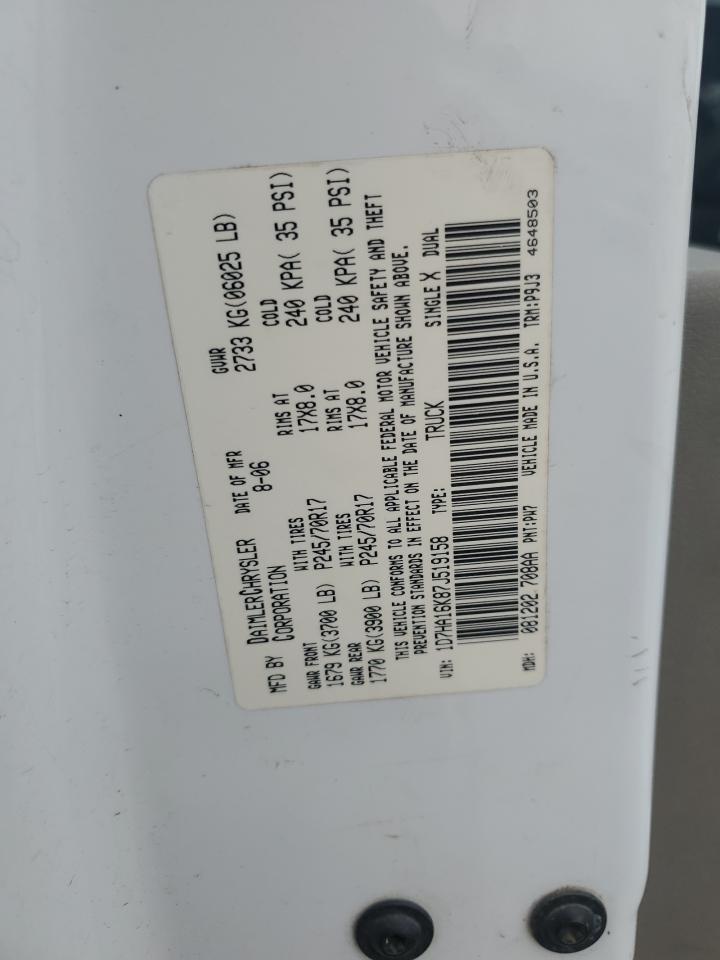 MFD BY DAIMLERCHRYSLER CORPORATION DATE OF MFR 8-06 GVWR 2733 KG(06025 LB)
GAWR FRONT WITH TIRES RIMS AT COLD
1679 KG(3700 LB) P245/70R17 17X8.0 240 KPA( 35 PSI)
GAWR REAR WITH TIRES RIMS AT COLD
1770 KG(3900 LB) P245/70R17 17X8.0 240 KPA( 35 PSI)
THIS VEHICLE CONFORMS TO ALL APPLICABLE FEDERAL MOTOR VEHICLE SAFETY AND THEFT
PREVENTION STANDARDS IN EFFECT ON THE DATE OF MANUFACTURE SHOWN ABOVE.
VIN: 1D7HA16K87J519158 TYPE: TRUCK SINGLE X DUAL
MDH: 081202 708AA PNT:PW7 VEHICLE MADE IN U.S.A. TRM:P9J3 4648503